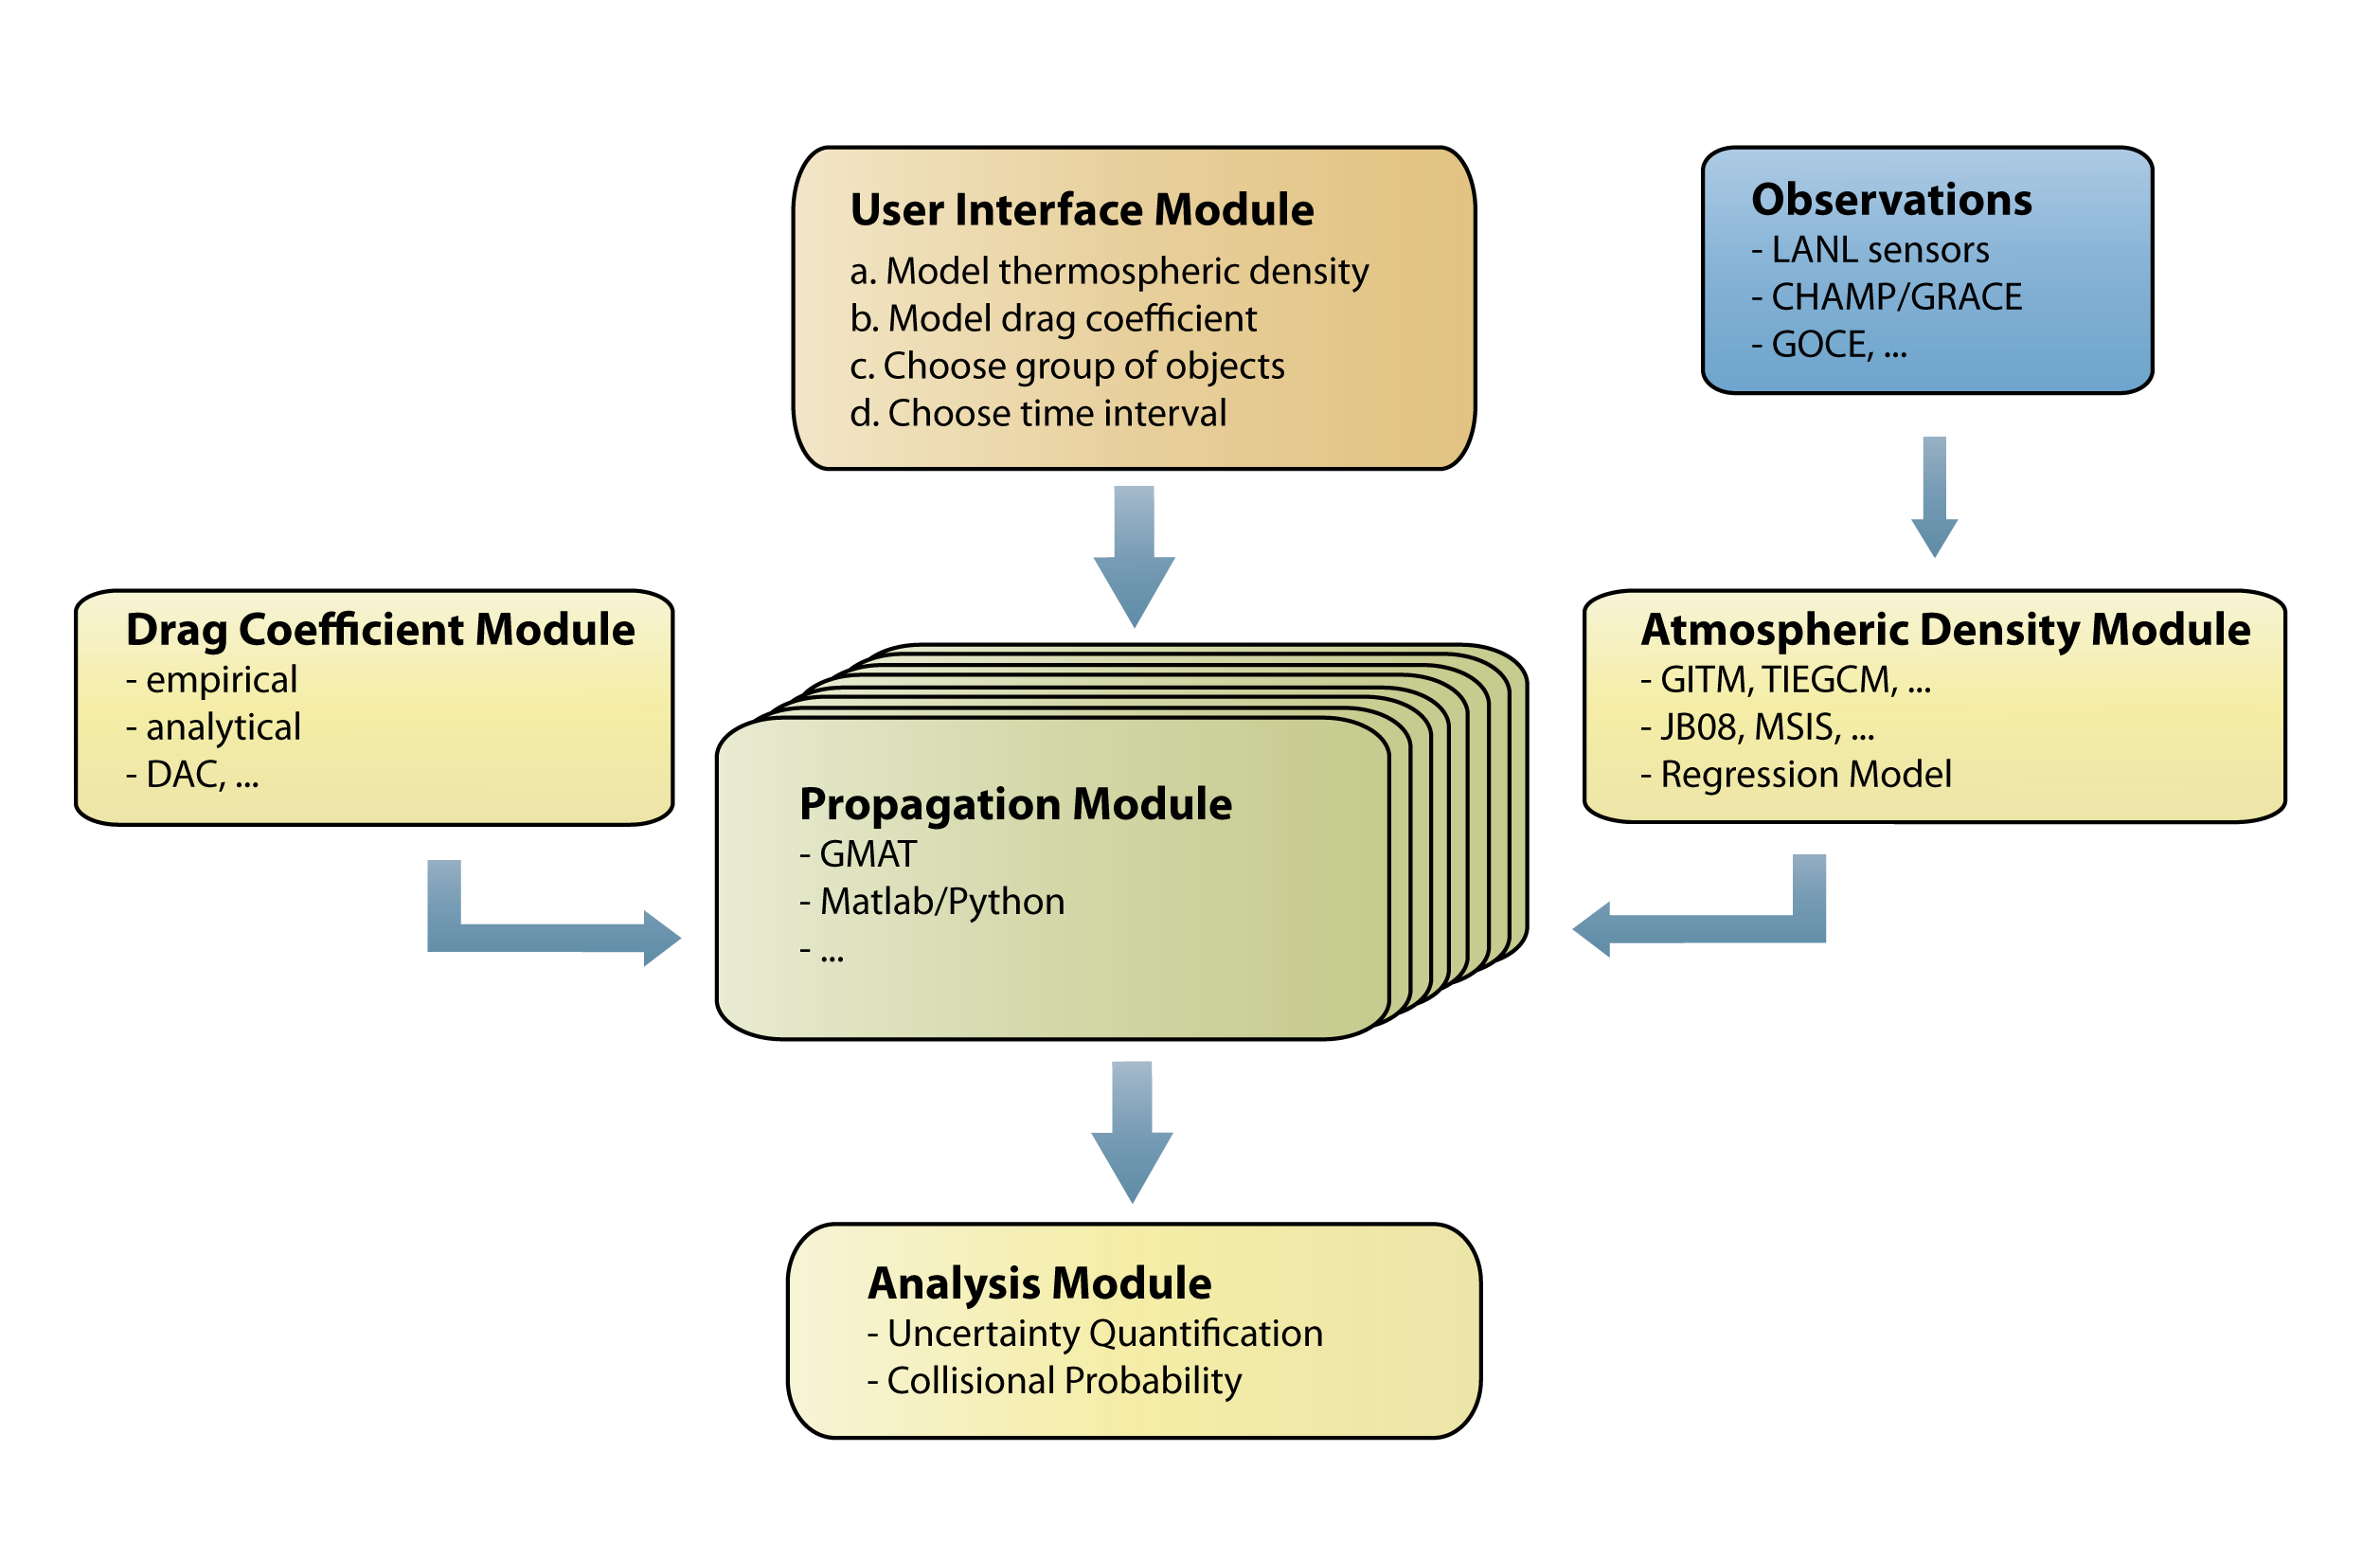 User Interface Module
a. Model thermospheric density
b. Model drag coefficient
c. Choose group of objects
d. Choose time interval
Observations
- LANL sensors
- CHAMP/GRACE
- GOCE, ...
Drag Coefficient Module
- empirical
- analytical
- DAC, ...
Propagation Module
- GMAT
- Matlab/Python
- ...
Atmospheric Density Module
- GITM, TIEGCM, ...
- JB08, MSIS, ...
- Regression Model
Analysis Module
- Uncertainty Quantification
- Collisional Probability